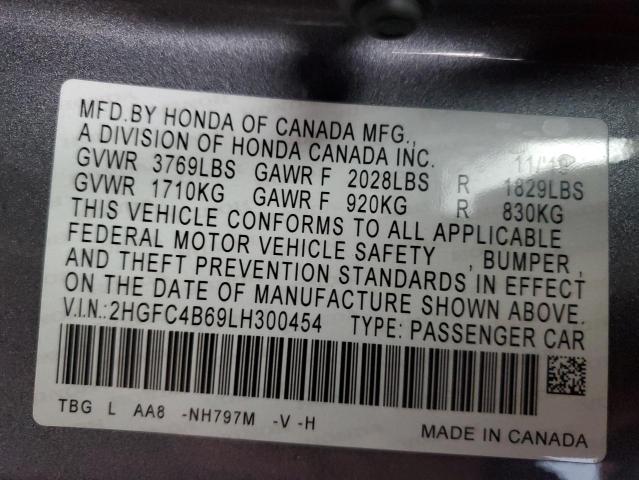 MFD.BY HONDA OF CANADA MFG.,
A DIVISION OF HONDA CANADA INC. 11/19
GVWR 3769LBS GAWR F 2028LBS R 1829LBS
GVWR 1710KG GAWR F 920KG R 830KG
THIS VEHICLE CONFORMS TO ALL APPLICABLE
FEDERAL MOTOR VEHICLE SAFETY , BUMPER ,
AND THEFT PREVENTION STANDARDS IN EFFECT
ON THE DATE OF MANUFACTURE SHOWN ABOVE.
V.I.N.:2HGFC4B69LH300454 TYPE: PASSENGER CAR
TBG L AA8 -NH797M -V -H
MADE IN CANADA